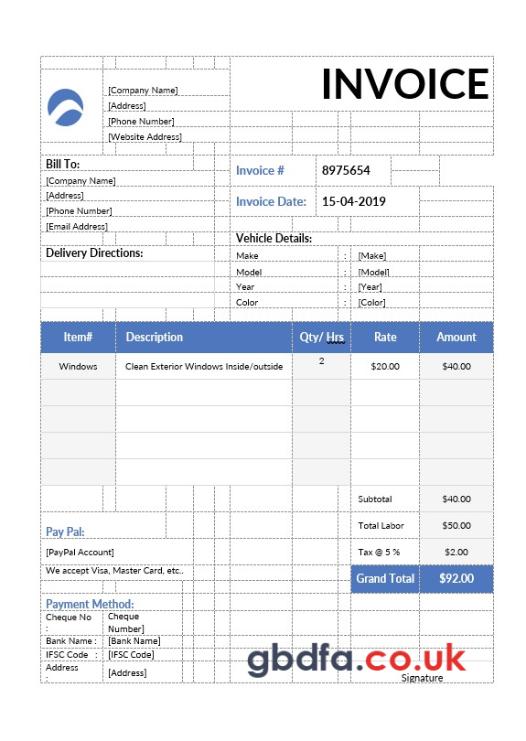 INVOICE
[Company Name]
[Address]
[Phone Number]
[Website Address]
Bill To:
[Company Name]
[Address]
[Phone Number]
[Email Address]
Invoice # 8975654
Invoice Date: 15-04-2019
Delivery Directions:
Vehicle Details:
Make : [Make]
Model : [Model]
Year : [Year]
Color : [Color]
Item# Description Qty/ Hrs Rate Amount
Windows Clean Exterior Windows Inside/outside 2 $20.00 $40.00
Subtotal $40.00
Total Labor $50.00
Tax @ 5 % $2.00
Grand Total $92.00
Pay Pal:
[PayPal Account]
We accept Visa, Master Card, etc..
Payment Method:
Cheque No : Cheque Number]
Bank Name : [Bank Name]
IFSC Code : [IFSC Code]
Address : [Address]
gbdfa.co.uk
Signature